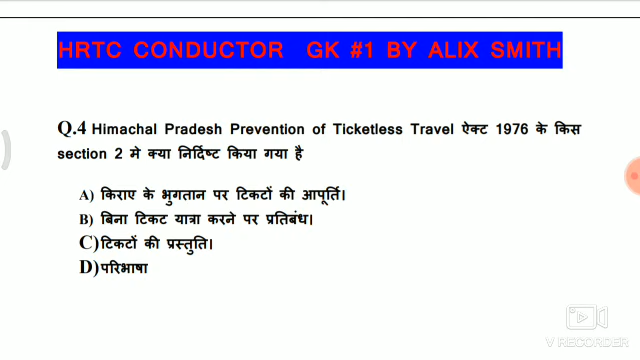 HRTC CONDUCTOR GK #1 BY ALIX SMITH
Q.4 Himachal Pradesh Prevention of Ticketless Travel ऐक्ट 1976 के किस
section 2 मे क्या निर्दिष्ट किया गया है
A) किराए के भुगतान पर टिकटों की आपूर्ति।
B) बिना टिकट यात्रा करने पर प्रतिबंध।
C)टिकटों की प्रस्तुति।
D)परिभाषा
V RECORDER